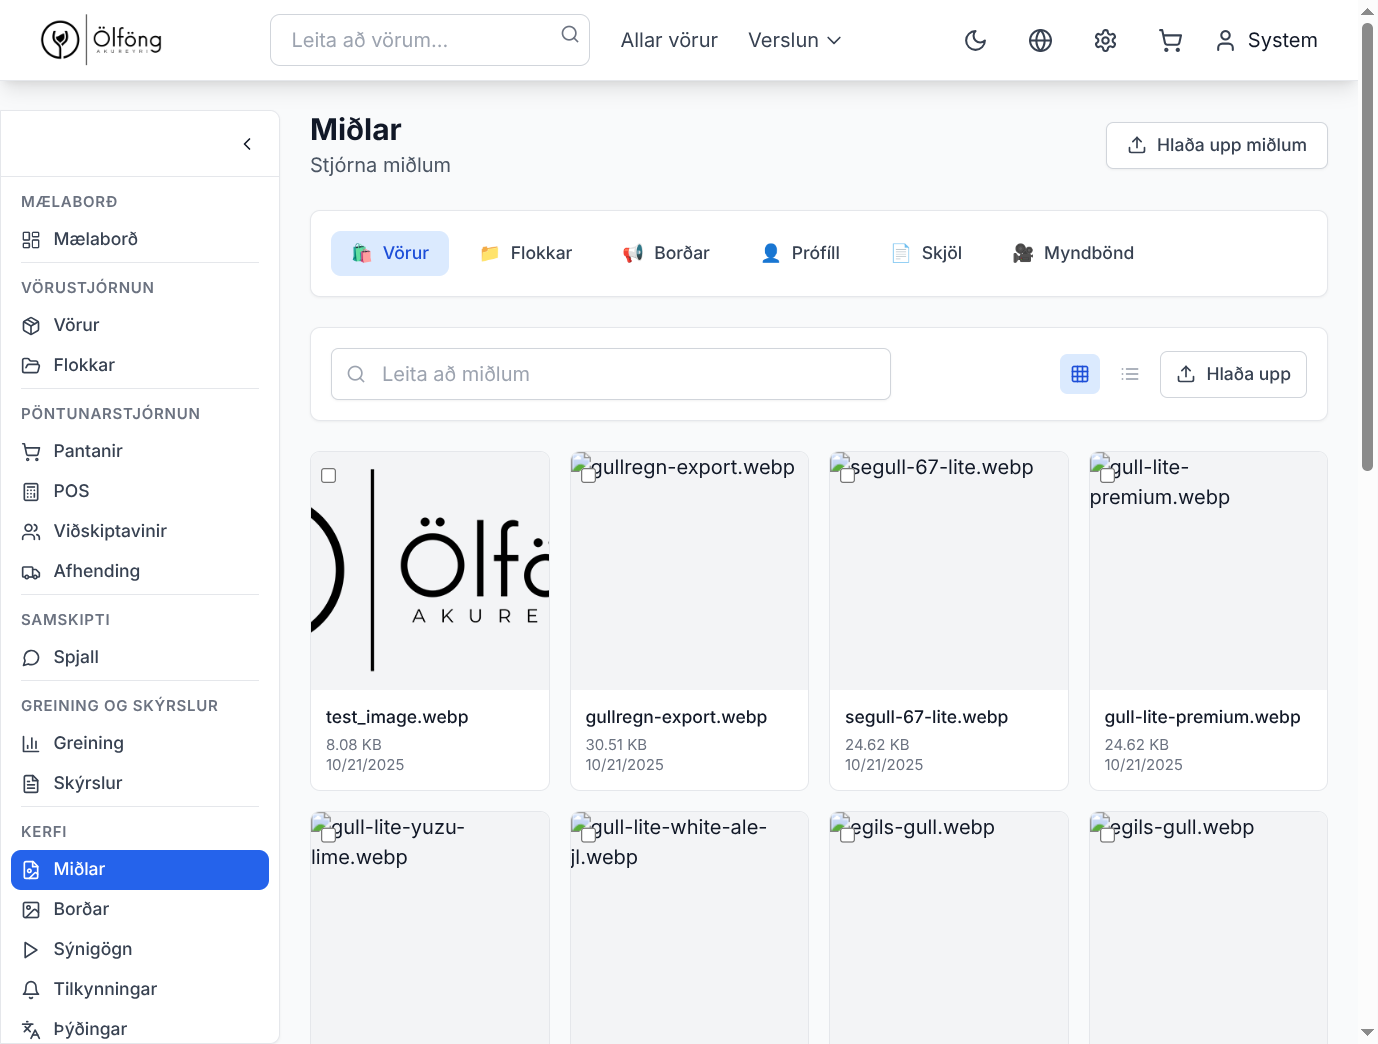 Ölföng
AKUREYRI
Leita að vörum...
Allar vörur
Verslun
System
MÆLABORÐ
Mælaborð
VÖRUSTJÓRNUN
Vörur
Flokkar
PÖNTUNARSTJÓRNUN
Pantanir
POS
Viðskiptavinir
Afhending
SAMSKIPTI
Spjall
GREINING OG SKÝRSLUR
Greining
Skýrslur
KERFI
Miðlar
Borðar
Sýnigögn
Tilkynningar
Þýðingar
Miðlar
Stjórna miðlum
Hlaða upp miðlum
Vörur
Flokkar
Borðar
Prófíll
Skjöl
Myndbönd
Leita að miðlum
Hlaða upp
Ölfö
AKURE
test_image.webp
8.08 KB
10/21/2025
gullregn-export.webp
gullregn-export.webp
30.51 KB
10/21/2025
segull-67-lite.webp
segull-67-lite.webp
24.62 KB
10/21/2025
gull-lite-
premium.webp
gull-lite-premium.webp
24.62 KB
10/21/2025
gull-lite-yuzu-
lime.webp
gull-lite-white-ale-
jl.webp
egils-gull.webp
egils-gull.webp